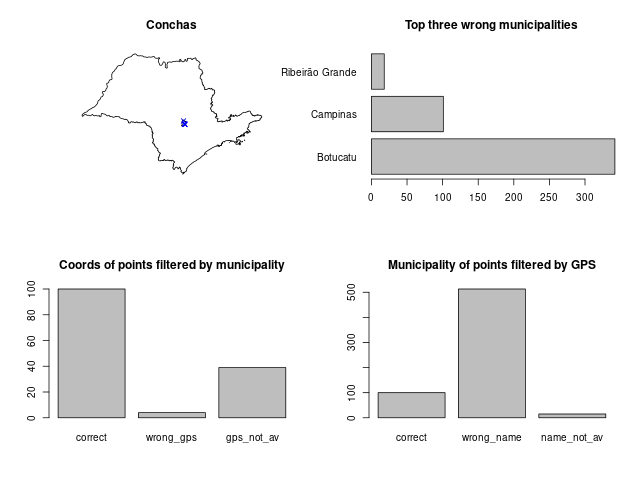 Conchas
Top three wrong municipalities
Ribeirão Grande
Campinas
Botucatu
0 50 100 150 200 250 300
Coords of points filtered by municipality
100
80
60
40
20
0
correct wrong_gps gps_not_av
Municipality of points filtered by GPS
500
300
100
0
correct wrong_name name_not_av